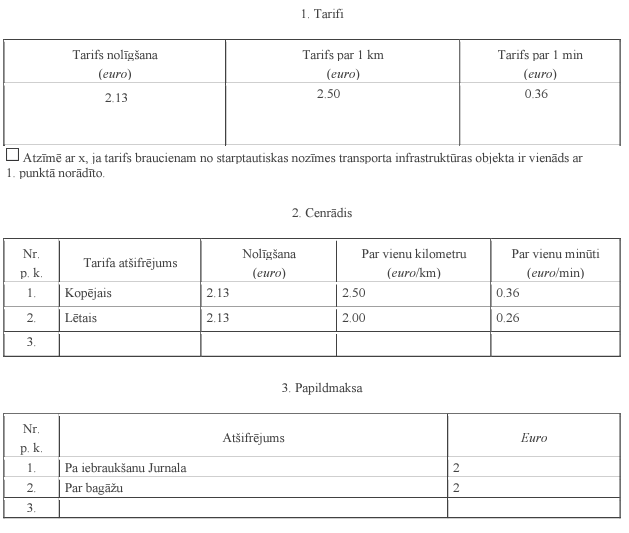 1. Tarifi
Tarifs nolīgšana Tarifs par 1 km Tarifs par 1 min
(euro) (euro) (euro)
2.13 2.50 0.36
Atzīmē ar x, ja tarifs braucienam no starptautiskas nozīmes transporta infrastruktūras objekta ir vienāds ar
1. punktā norādīto.
2. Cenrādis
Nr. Nolīgšana Par vienu kilometru Par vienu minūti
p. k. Tarifa atšifrējums (euro) (euro/km) (euro/min)
1. Kopējais 2.13 2.50 0.36
2. Lētais 2.13 2.00 0.26
3.
3. Papildmaksa
Nr.
p. k. Atšifrējums Euro
1. Pa iebraukšanu Jurnala 2
2. Par bagāžu 2
3.